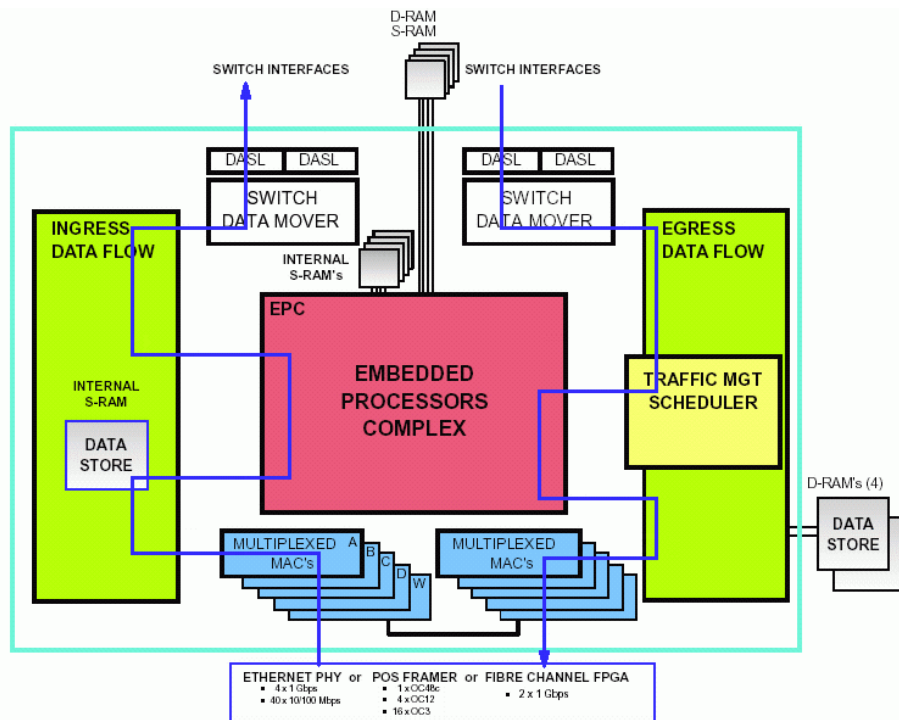 D-RAM
S-RAM
SWITCH INTERFACES
SWITCH INTERFACES
DASL
DASL
DASL
DASL
SWITCH
DATA MOVER
SWITCH
DATA MOVER
INGRESS
DATA FLOW
EGRESS
DATA FLOW
INTERNAL
S-RAM's
EPC
EMBEDDED
PROCESSORS
COMPLEX
TRAFFIC MGT
SCHEDULER
INTERNAL
S-RAM
DATA
STORE
D-RAM's (4)
DATA
STORE
MULTIPLEXED
MAC's
A
B
C
D
W
MULTIPLEXED
MAC's
ETHERNET PHY or POS FRAMER or FIBRE CHANNEL FPGA
▪ 4 x 1 Gbps
▪ 40 x 10/100 Mbps
▪ 1 x OC48c
▪ 4 x OC12
▪ 16 x OC3
▪ 2 x 1 Gbps